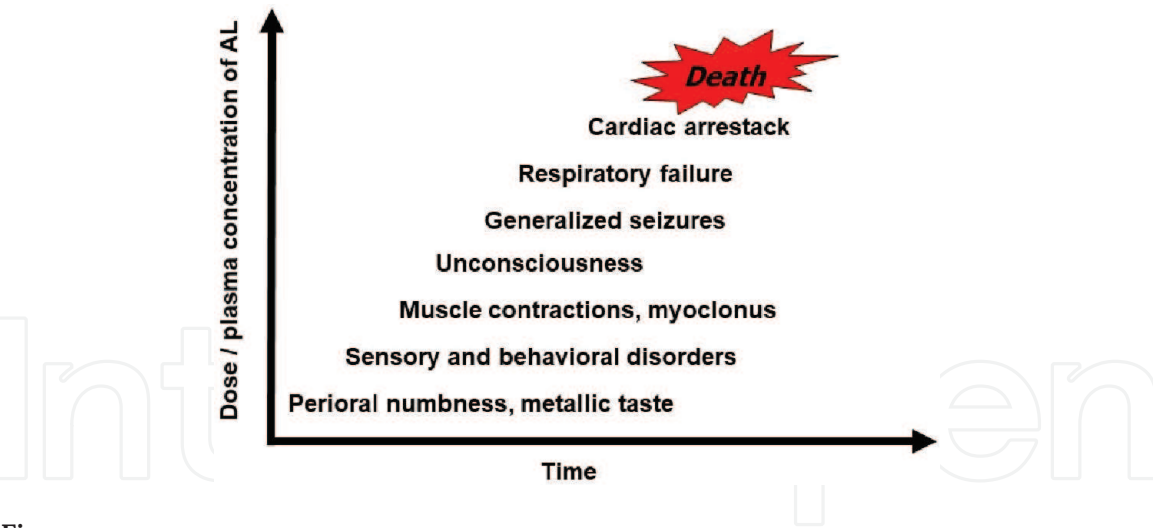 Dose / plasma concentration of AL
Death
Cardiac arrestack
Respiratory failure
Generalized seizures
Unconsciousness
Muscle contractions, myoclonus
Sensory and behavioral disorders
Perioral numbness, metallic taste
Time